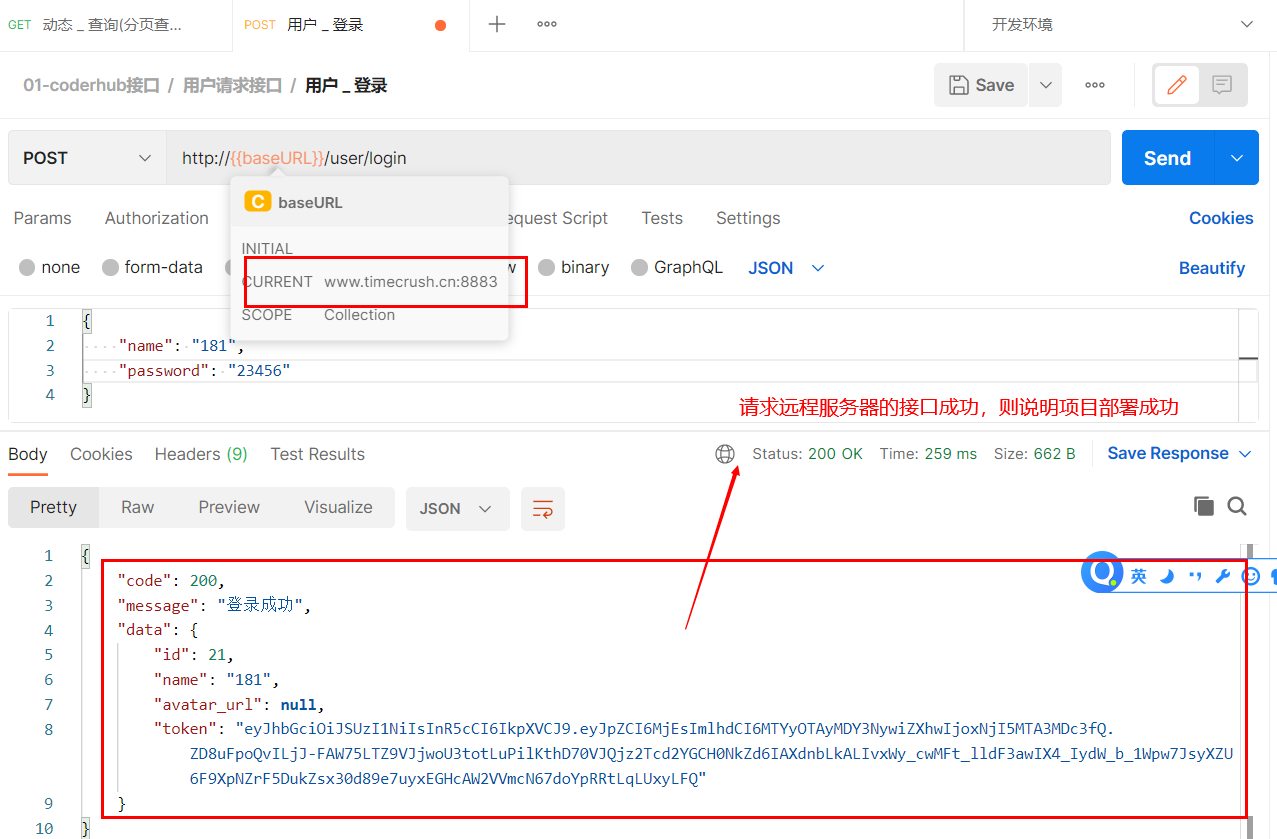 GET 动态 _ 查询(分页查... POST 用户 _ 登录 开发环境
01-coderhub接口 / 用户请求接口 / 用户 _ 登录 Save
POST http://{{baseURL}}/user/login Send
C baseURL
Params Authorization equest Script Tests Settings Cookies
INITIAL
none form-data w binary GraphQL JSON Beautify
CURRENT www.timecrush.cn:8883
SCOPE Collection
1 {
2 "name": "181",
3 "password": "23456"
4 }
请求远程服务器的接口成功，则说明项目部署成功
Body Cookies Headers (9) Test Results Status: 200 OK Time: 259 ms Size: 662 B Save Response
Pretty Raw Preview Visualize JSON
1 {
2 "code": 200,
英
3 "message": "登录成功",
4 "data": {
5 "id": 21,
6 "name": "181",
7 "avatar_url": null,
8 "token": "eyJhbGciOiJSUzI1NiIsInR5cCI6IkpXVCJ9.eyJpZCI6MjEsImlhdCI6MTYyOTAyMDY3NywiZXhwIjoxNjI5MTA3MDc3fQ.
ZD8uFpoQvILjJ-FAW75LTZ9VJjwoU3totLuPilKthD70VJQjz2Tcd2YGCH0NkZd6IAXdnbLkALIvxWy_cwMFt_lldF3awIX4_IydW_b_1Wpw7JsyXZU
6F9XpNZrF5DukZsx30d89e7uyxEGHcAW2VVmcN67doYpRRtLqLUxyLFQ"
9 }
10 }